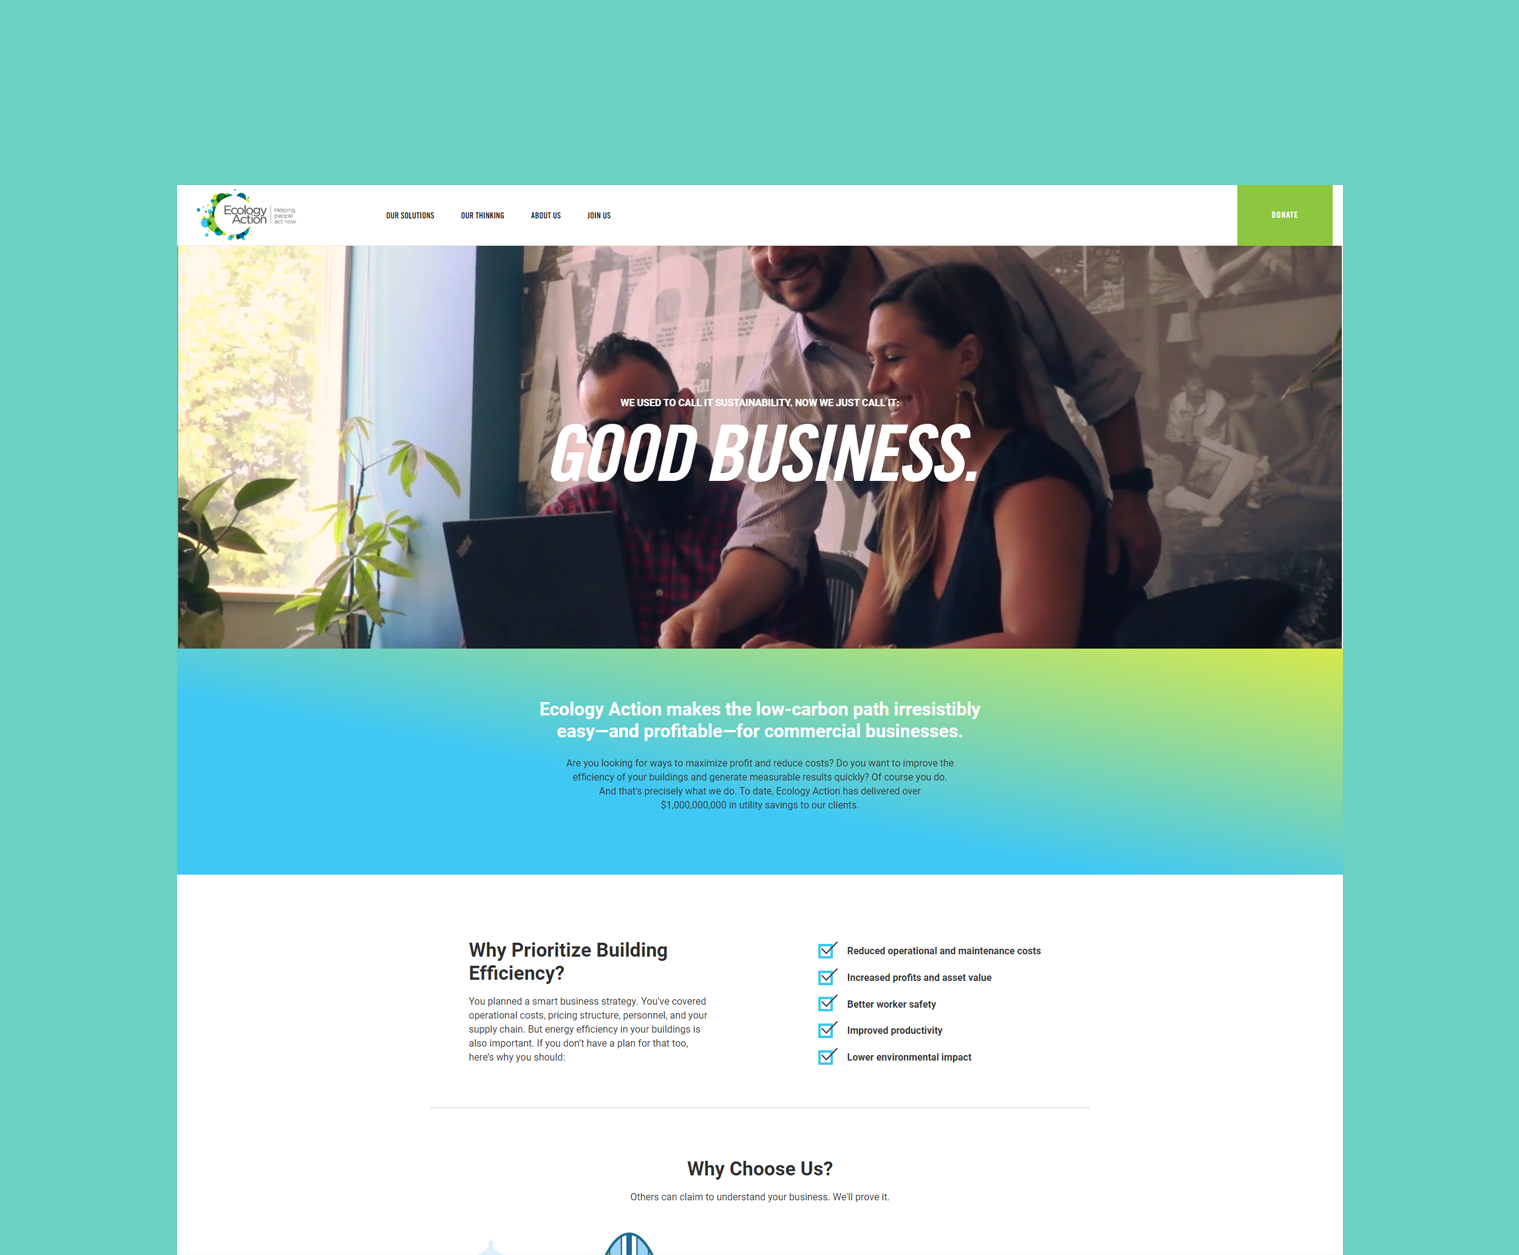 Ecology
Action
Helping
people
act now
OUR SOLUTIONS
OUR THINKING
ABOUT US
JOIN US
DONATE
WE USED TO CALL IT SUSTAINABILITY. NOW WE JUST CALL IT:
GOOD BUSINESS.
Ecology Action makes the low-carbon path irresistibly
easy—and profitable—for commercial businesses.
Are you looking for ways to maximize profit and reduce costs? Do you want to improve the
efficiency of your buildings and generate measurable results quickly? Of course you do.
And that's precisely what we do. To date, Ecology Action has delivered over
$1,000,000,000 in utility savings to our clients.
Why Prioritize Building
Efficiency?
You planned a smart business strategy. You've covered
operational costs, pricing structure, personnel, and your
supply chain. But energy efficiency in your buildings is
also important. If you don't have a plan for that too,
here's why you should:
Reduced operational and maintenance costs
Increased profits and asset value
Better worker safety
Improved productivity
Lower environmental impact
Why Choose Us?
Others can claim to understand your business. We'll prove it.